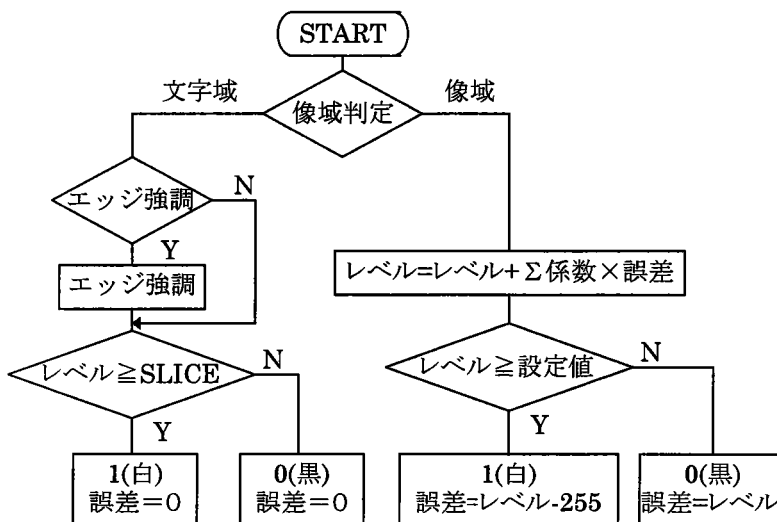 START
文字域
像域判定
像域
エッジ強調
N
Y
エッジ強調
レベル=レベル+Σ係数×誤差
レベル≧SLICE
N
Y
レベル≧設定値
N
Y
1(白)
誤差=0
0(黒)
誤差=0
1(白)
誤差=レベル-255
0(黒)
誤差=レベル